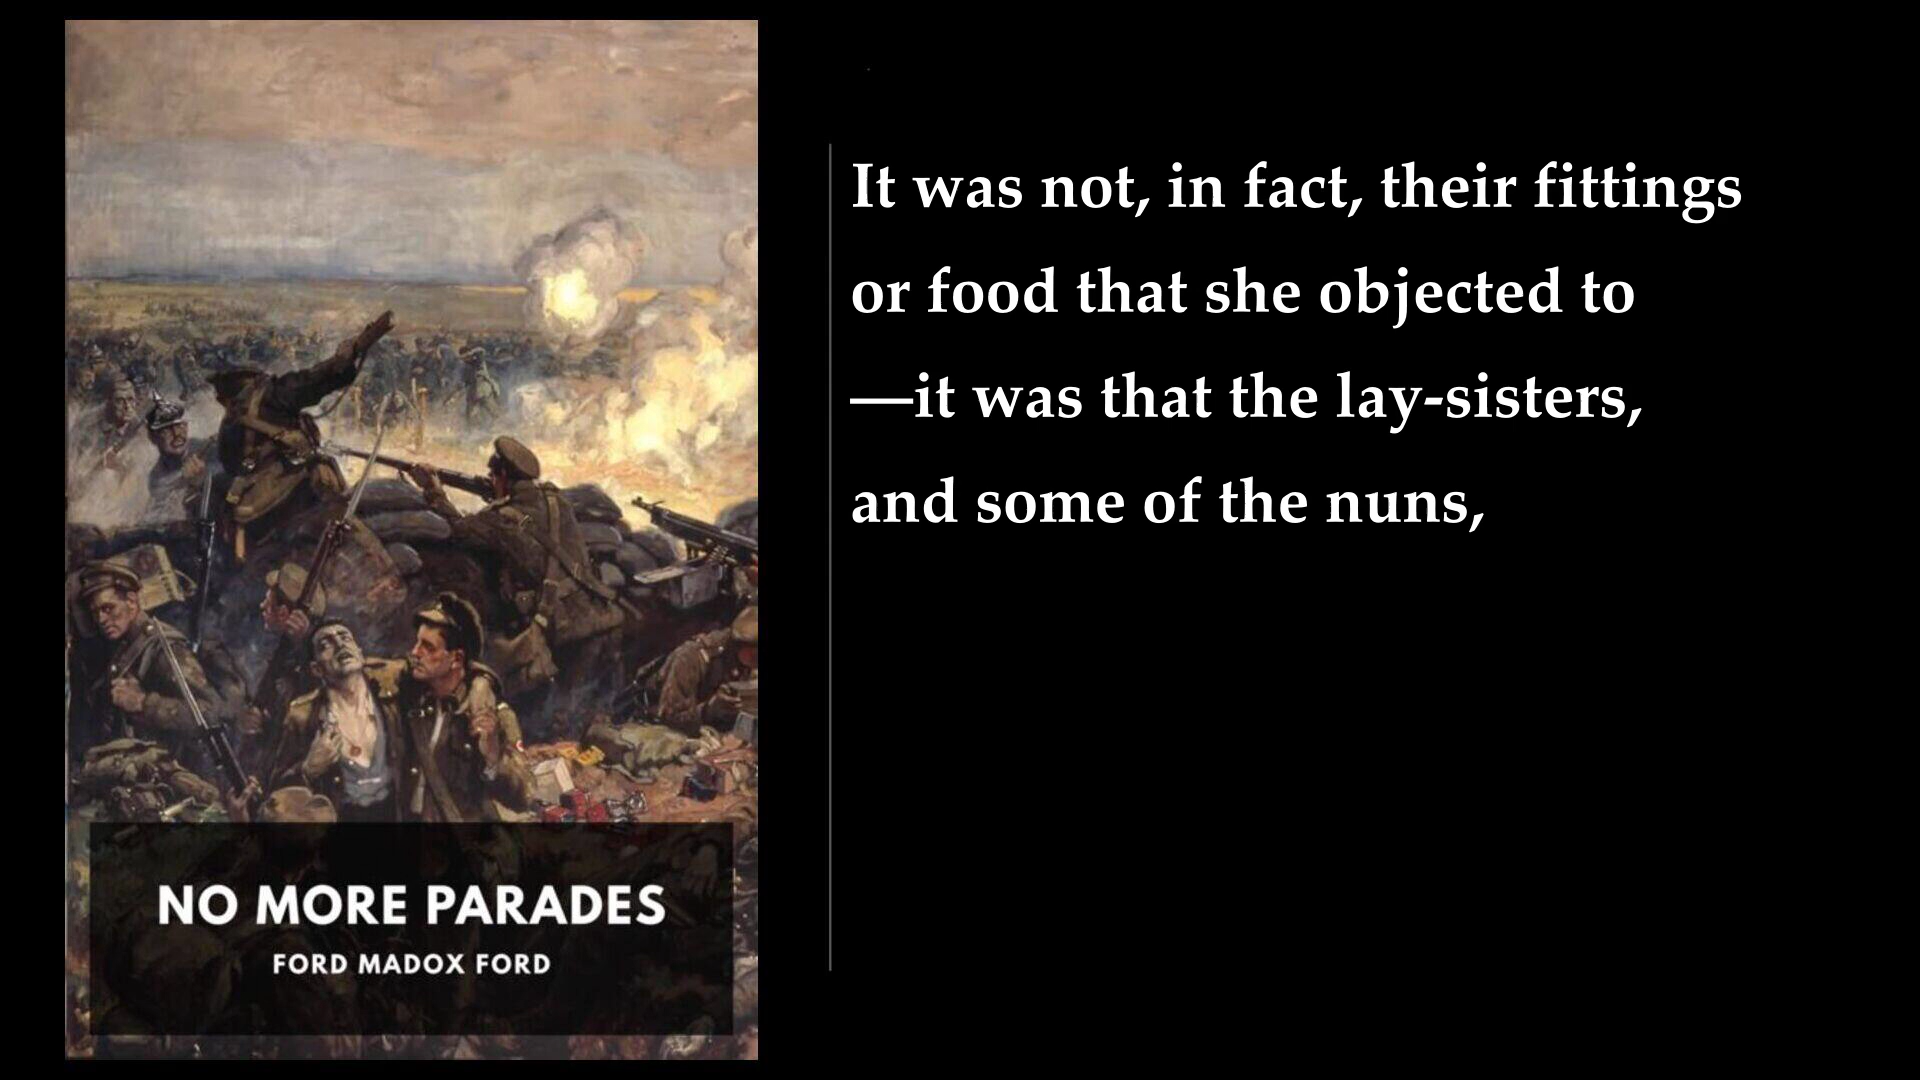 It was not, in fact, their fittings
or food that she objected to
—it was that the lay-sisters,
and some of the nuns,
NO MORE PARADES
FORD MADOX FORD